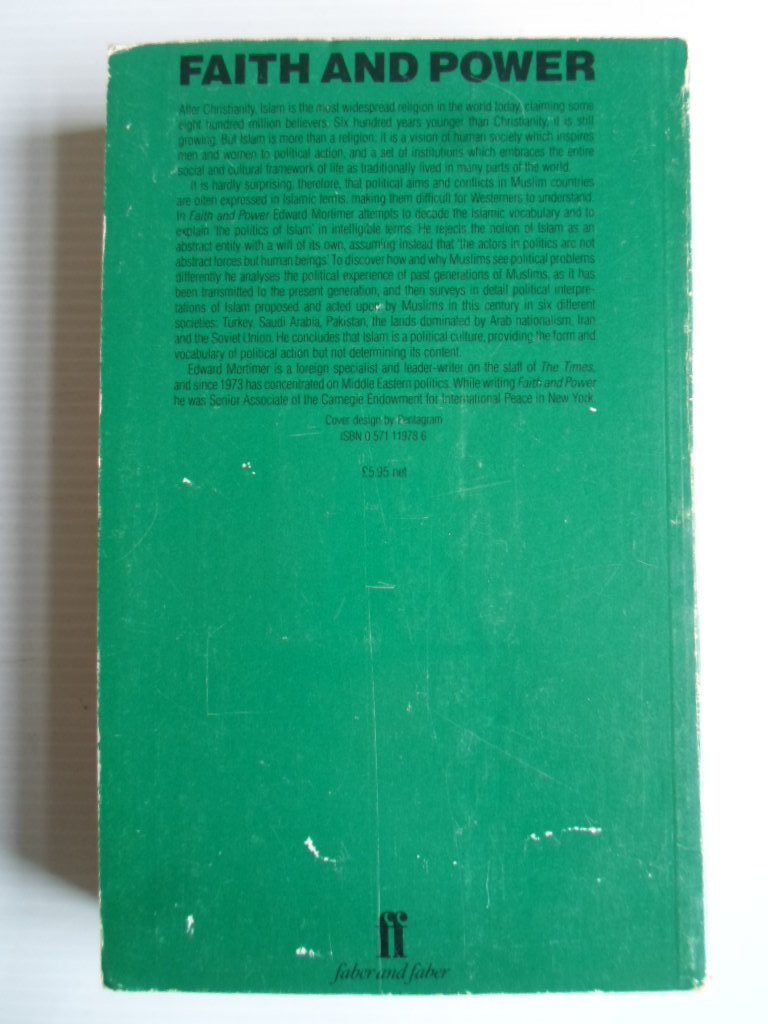 FAITH AND POWER
After Christianity, Islam is the most widespread religion in the world today, claiming some
eight hundred million believers. Six hundred years younger than Christianity, it is still
growing. But Islam is more than a religion: it is a vision of human society which inspires
men and women to political action, and a set of institutions which embraces the entire
social and cultural framework of life as traditionally lived in many parts of the world.
It is hardly surprising, therefore, that political aims and conflicts in Muslim countries
are often expressed in Islamic terms, making them difficult for Westerners to understand.
In Faith and Power Edward Mortimer attempts to decode the Islamic vocabulary and to
explain 'the politics of Islam' in intelligible terms. He rejects the notion of Islam as an
abstract entity with a will of its own, assuming instead that 'the actors in politics are not
abstract forces but human beings.' To discover how and why Muslims see political problems
differently he analyses the political experience of past generations of Muslims, as it has
been transmitted to the present generation, and then surveys in detail political interpre-
tations of Islam proposed and acted upon by Muslims in this century in six different
societies: Turkey, Saudi Arabia, Pakistan, the lands dominated by Arab nationalism, Iran
and the Soviet Union. He concludes that Islam is a political culture, providing the form and
vocabulary of political action but not determining its content.
Edward Mortimer is a foreign specialist and leader-writer on the staff of The Times,
and since 1973 has concentrated on Middle Eastern politics. While writing Faith and Power
he was Senior Associate of the Carnegie Endowment for International Peace in New York.
Cover design by Pentagram
ISBN 0 571 11978 6
£5.95 net
ff
faber and faber